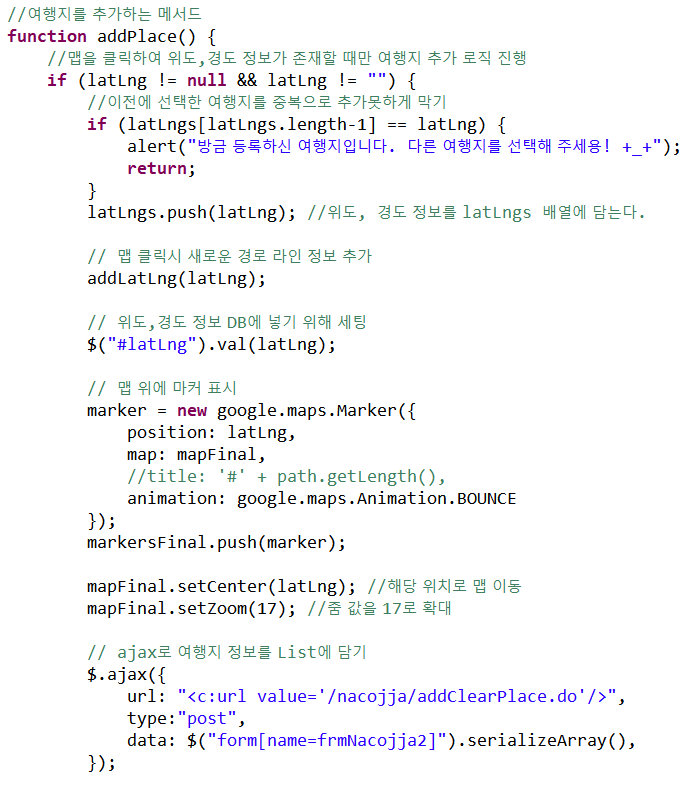 //여행지를 추가하는 메서드
function addPlace() {
    //맵을 클릭하여 위도,경도 정보가 존재할 때만 여행지 추가 로직 진행
    if (latLng != null && latLng != "") {
        //이전에 선택한 여행지를 중복으로 추가못하게 막기
        if (latLngs[latLngs.length-1] == latLng) {
            alert("방금 등록하신 여행지입니다. 다른 여행지를 선택해 주세용! +_+");
            return;
        }
        latLngs.push(latLng); //위도, 경도 정보를 latLngs 배열에 담는다.

        // 맵 클릭시 새로운 경로 라인 정보 추가
        addLatLng(latLng);

        // 위도,경도 정보 DB에 넣기 위해 세팅
        $("#latLng").val(latLng);

        // 맵 위에 마커 표시
        marker = new google.maps.Marker({
            position: latLng,
            map: mapFinal,
            //title: '#' + path.getLength(),
            animation: google.maps.Animation.BOUNCE
        });
        markersFinal.push(marker);

        mapFinal.setCenter(latLng); //해당 위치로 맵 이동
        mapFinal.setZoom(17); //줌 값을 17로 확대

        // ajax로 여행지 정보를 List에 담기
        $.ajax({
            url: "<c:url value='/nacojja/addClearPlace.do'/>",
            type:"post",
            data: $("form[name=frmNacojja2]").serializeArray(),
        });